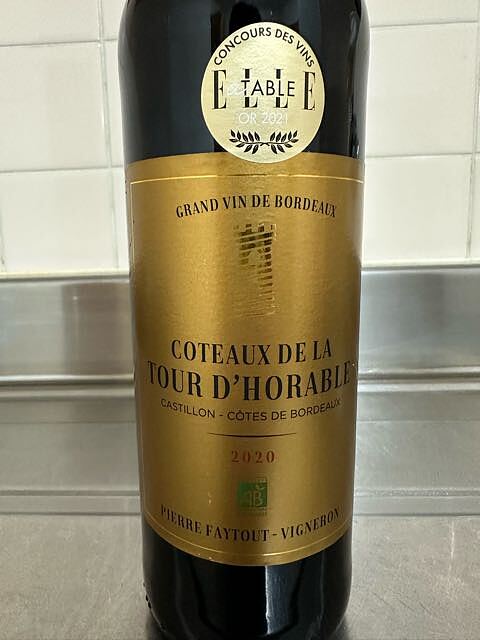 CONCOURS DES VINS
ELLE
à TABLE
OR 2021
GRAND VIN DE BORDEAUX
COTEAUX DE LA
TOUR D'HORABLE
CASTILLON - CÔTES DE BORDEAUX
2020
AB
PIERRE FAYTOUT - VIGNERON